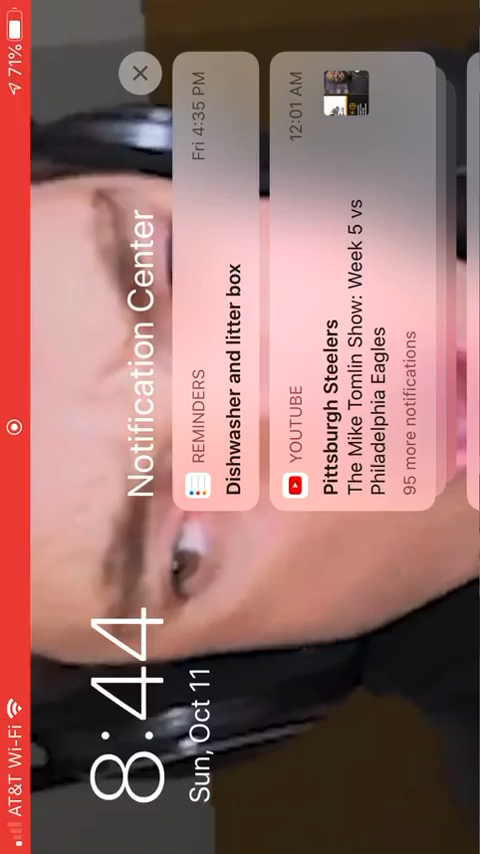 AT&T Wi-Fi
71%
8:44
Sun, Oct 11
Notification Center
REMINDERS
Fri 4:35 PM
Dishwasher and litter box
YOUTUBE
12:01 AM
Pittsburgh Steelers
The Mike Tomlin Show: Week 5 vs
Philadelphia Eagles
95 more notifications